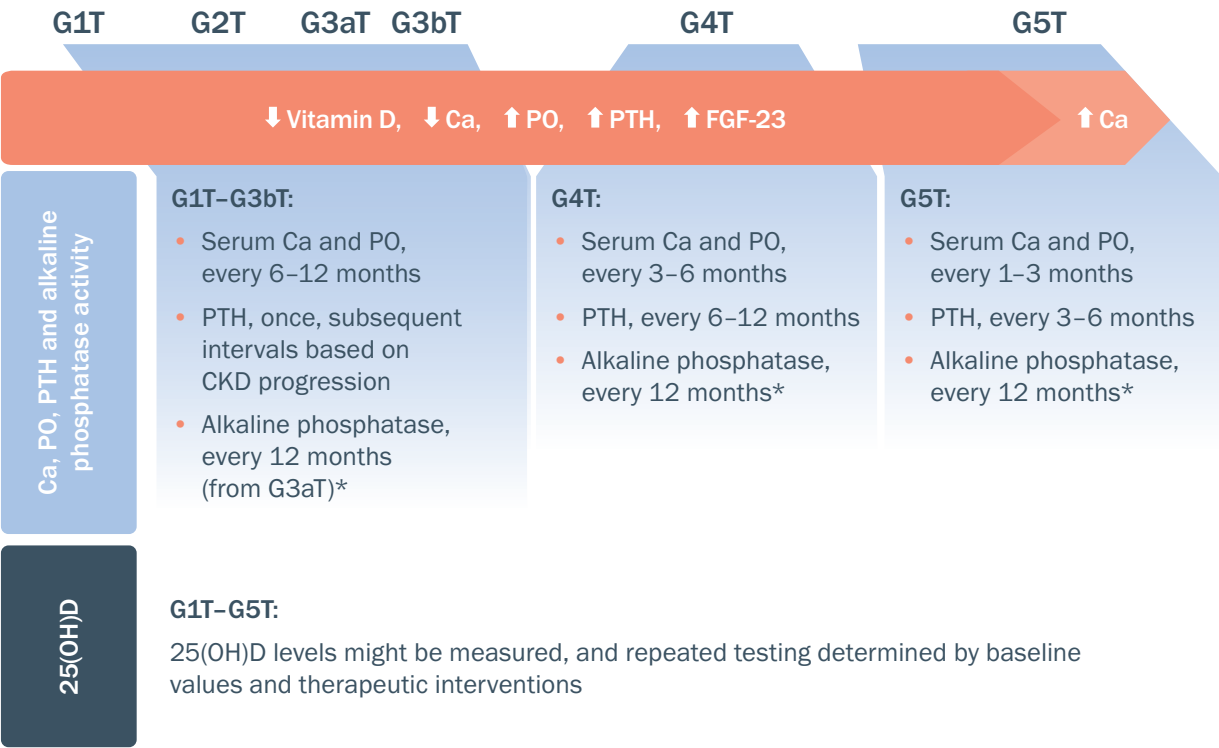 G1T G2T G3aT G3bT G4T G5T
⬇ Vitamin D, ⬇ Ca, ⬆ PO, ⬆ PTH, ⬆ FGF-23
⬆ Ca
Ca, PO, PTH and alkaline
phosphatase activity
G1T–G3bT:
• Serum Ca and PO,
every 6–12 months
• PTH, once, subsequent
intervals based on
CKD progression
• Alkaline phosphatase,
every 12 months
(from G3aT)*
G4T:
• Serum Ca and PO,
every 3–6 months
• PTH, every 6–12 months
• Alkaline phosphatase,
every 12 months*
G5T:
• Serum Ca and PO,
every 1–3 months
• PTH, every 3–6 months
• Alkaline phosphatase,
every 12 months*
25(OH)D
G1T–G5T:
25(OH)D levels might be measured, and repeated testing determined by baseline
values and therapeutic interventions